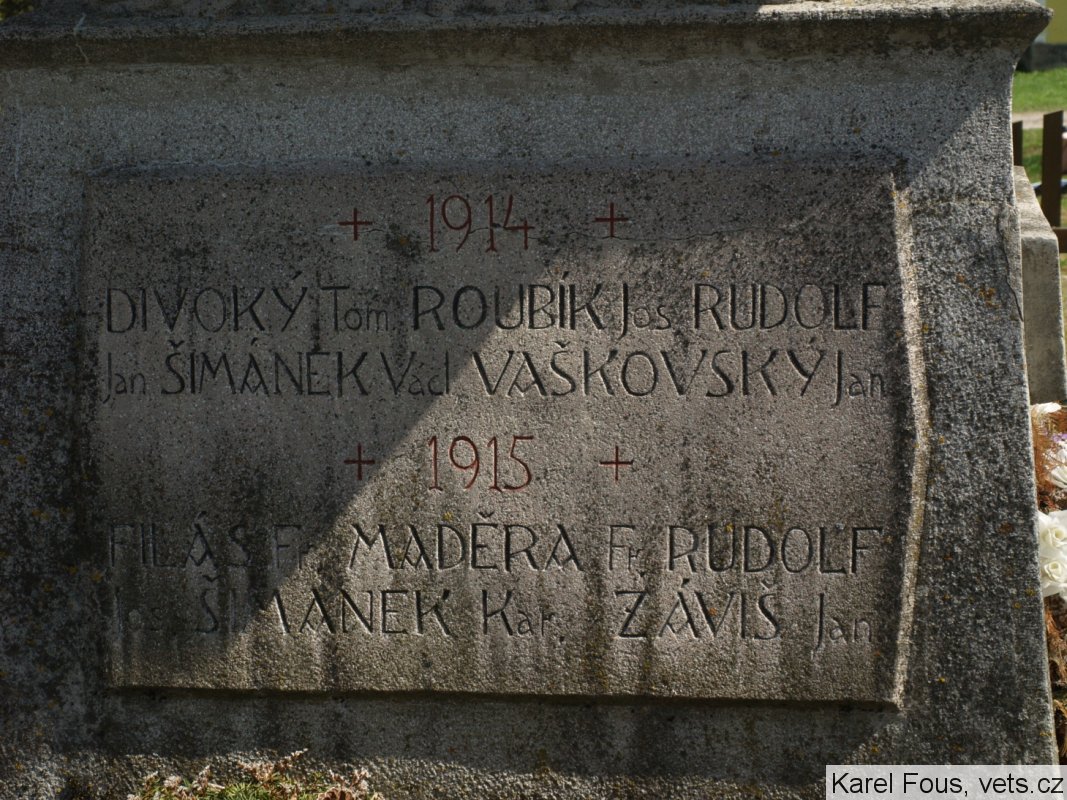 + 1914 +
DIVOKÝ Tom. ROUBÍK Jos RUDOLF
Jan ŠIMÁNEK Václ. VAŠKOVSKÝ Jan
+ 1915 +
FILÁS Fr. MADĚRA Fr. RUDOLF
Jos ŠIMÁNEK Kar. ZÁVIŠ Jan
Karel Fous, vets.cz